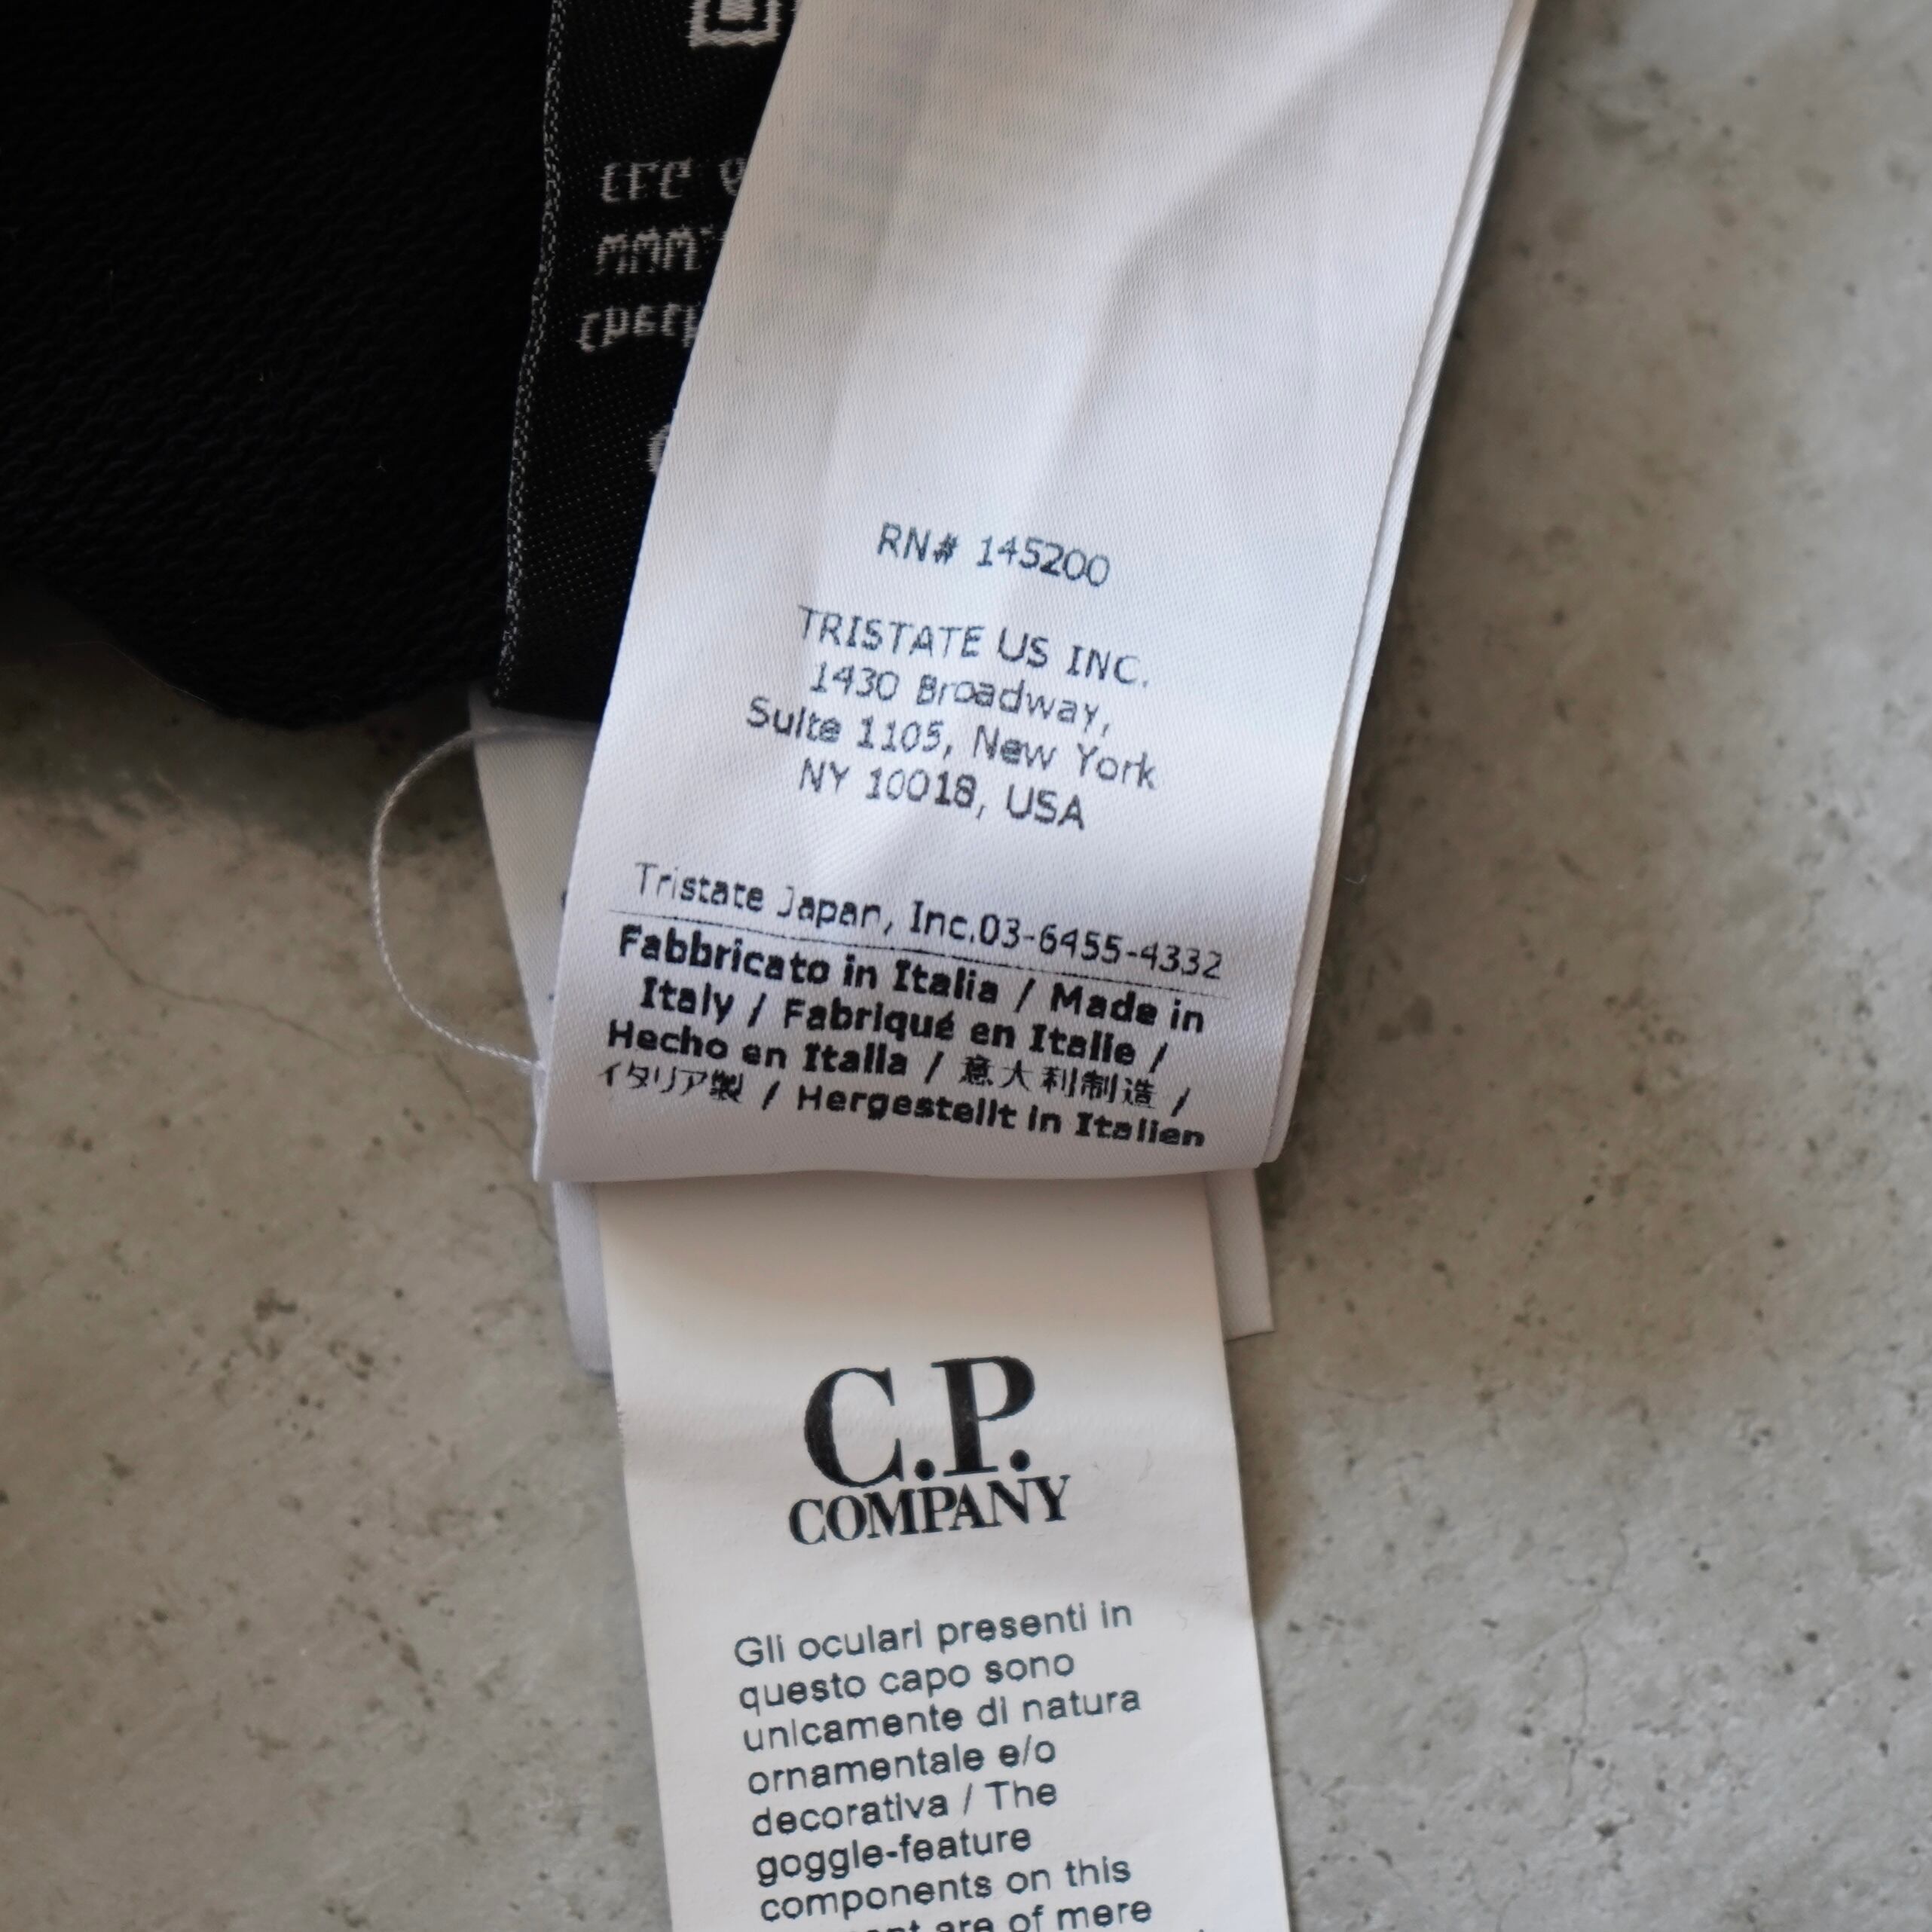 RN# 145200
TRISTATE US INC.
1430 Broadway,
Suite 1105, New York
NY 10018, USA
Tristate Japan, Inc.03-6455-4332
Fabbricato in Italia / Made in
Italy / Fabriqué en Italie /
Hecho en Italia / 意大利制造 /
イタリア製 / Hergestellt in Italien
C.P.
COMPANY
Gli oculari presenti in
questo capo sono
unicamente di natura
ornamentale e/o
decorativa / The
goggle-feature
components on this
are of mere